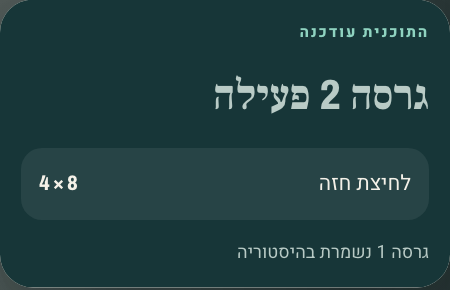 התוכנית עודכנה
גרסה 2 פעילה
לחיצת חזה 4×8
גרסה 1 נשמרת בהיסטוריה